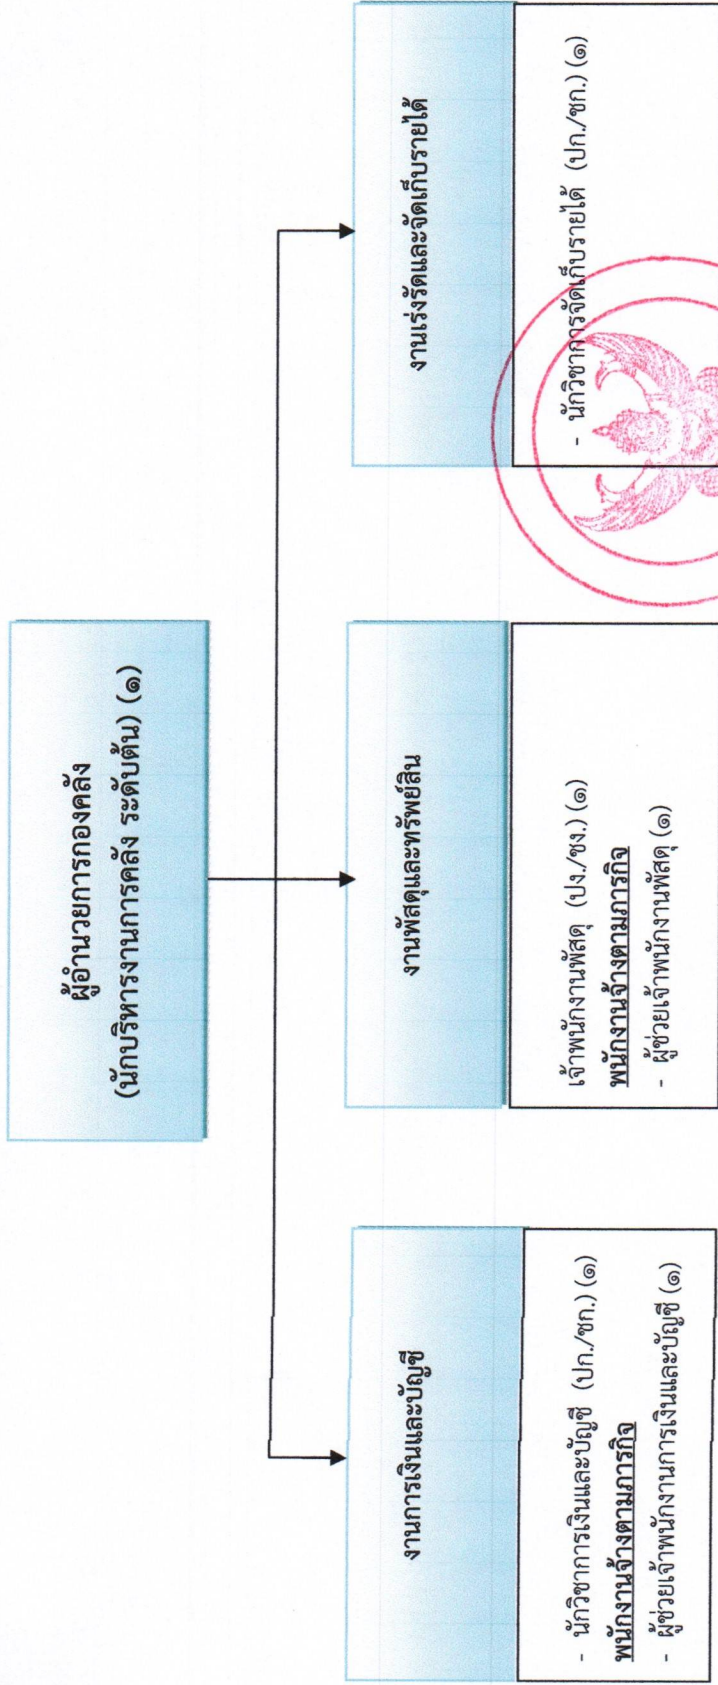 ผู้อำนวยการกองคลัง
(นักบริหารงานการคลัง ระดับต้น) (๑)
งานการเงินและบัญชี
- นักวิชาการเงินและบัญชี (ปก./ชก.) (๑)
พนักงานจ้างตามภารกิจ
- ผู้ช่วยเจ้าพนักงานการเงินและบัญชี (๑)
งานพัสดุและทรัพย์สิน
เจ้าพนักงานพัสดุ (ปง./ชง.) (๑)
พนักงานจ้างตามภารกิจ
- ผู้ช่วยเจ้าพนักงานพัสดุ (๑)
งานเร่งรัดและจัดเก็บรายได้
- นักวิชาการจัดเก็บรายได้ (ปก./ชก.) (๑)